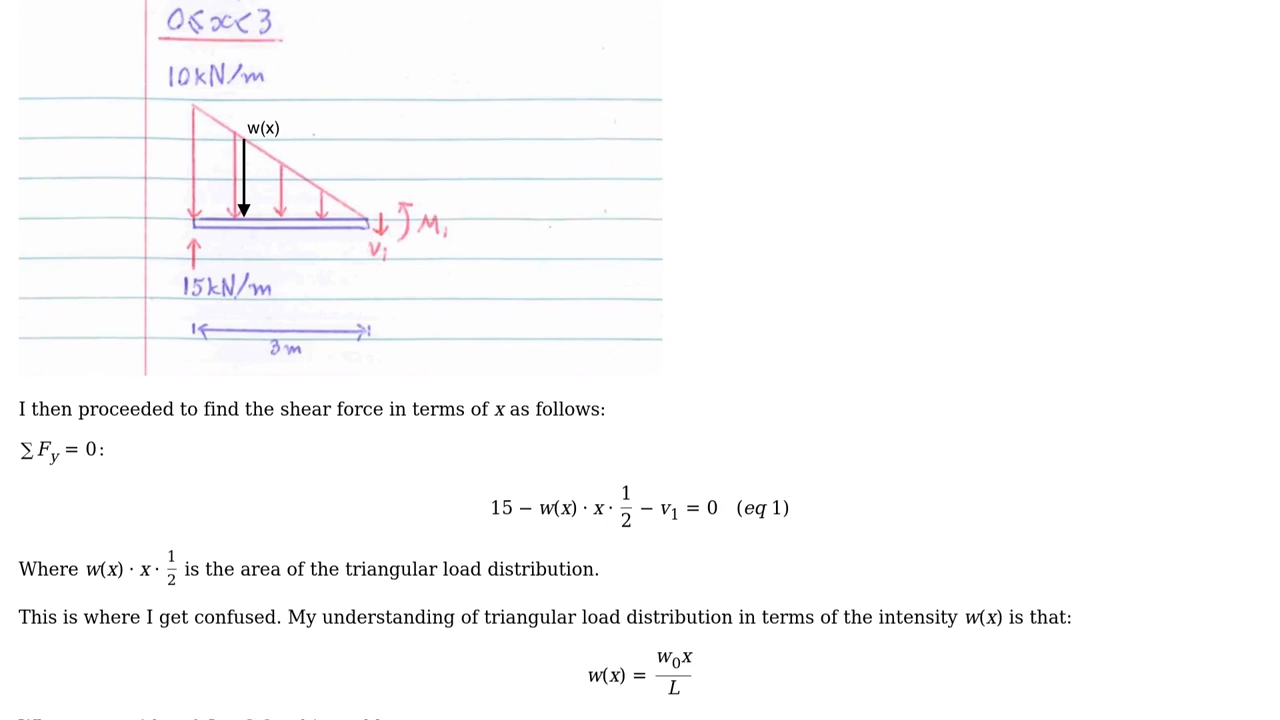 0≤x<3
10kN/m
w(x)
M₁
V₁
15kN/m
3m
I then proceeded to find the shear force in terms of x as follows:
∑ F_y = 0:
15 − w(x) · x · 1/2 − v₁ = 0 (eq 1)
Where w(x) · x · 1/2 is the area of the triangular load distribution.
This is where I get confused. My understanding of triangular load distribution in terms of the intensity w(x) is that:
w(x) = w₀x/L